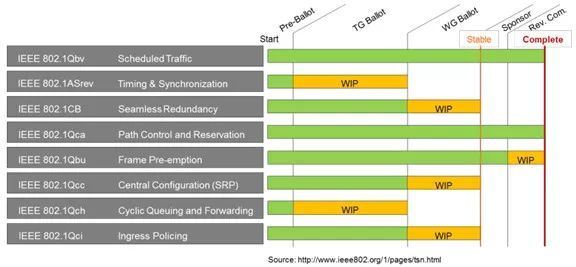 Pre-Ballot TG Ballot WG Ballot Sponsor Rev. Com.
Start Stable Complete
IEEE 802.1Qbv Scheduled Traffic
IEEE 802.1ASrev Timing & Synchronization WIP
IEEE 802.1CB Seamless Redundancy WIP
IEEE 802.1Qca Path Control and Reservation
IEEE 802.1Qbu Frame Pre-emption WIP
IEEE 802.1Qcc Central Configuration (SRP) WIP
IEEE 802.1Qch Cyclic Queuing and Forwarding WIP
IEEE 802.1Qci Ingress Policing WIP
Source: http://www.ieee802.org/1/pages/tsn.html